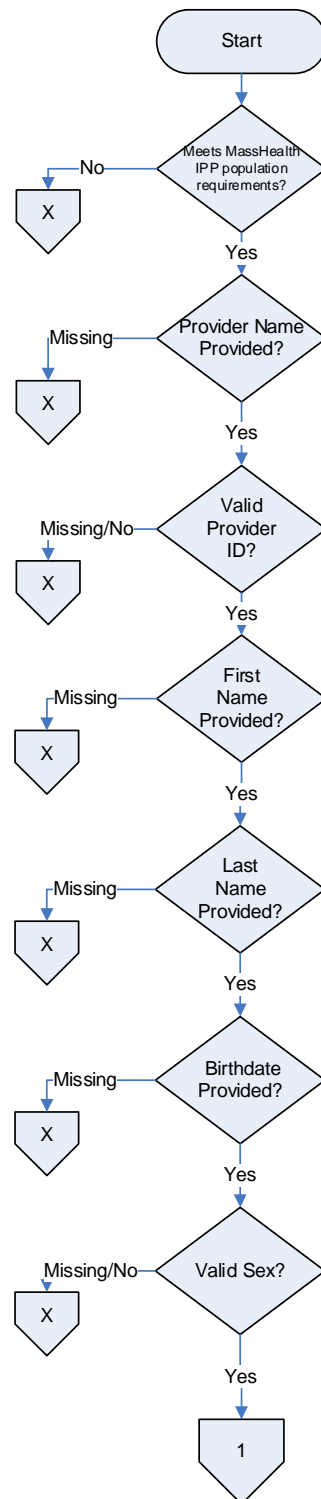 Start
Meets MassHealth
IPP population
requirements?
No
X
Yes
Provider Name
Provided?
Missing
X
Yes
Valid
Provider
ID?
Missing/No
X
Yes
First
Name
Provided?
Missing
X
Yes
Last
Name
Provided?
Missing
X
Yes
Birthdate
Provided?
Missing
X
Yes
Valid Sex?
Missing/No
X
Yes
1